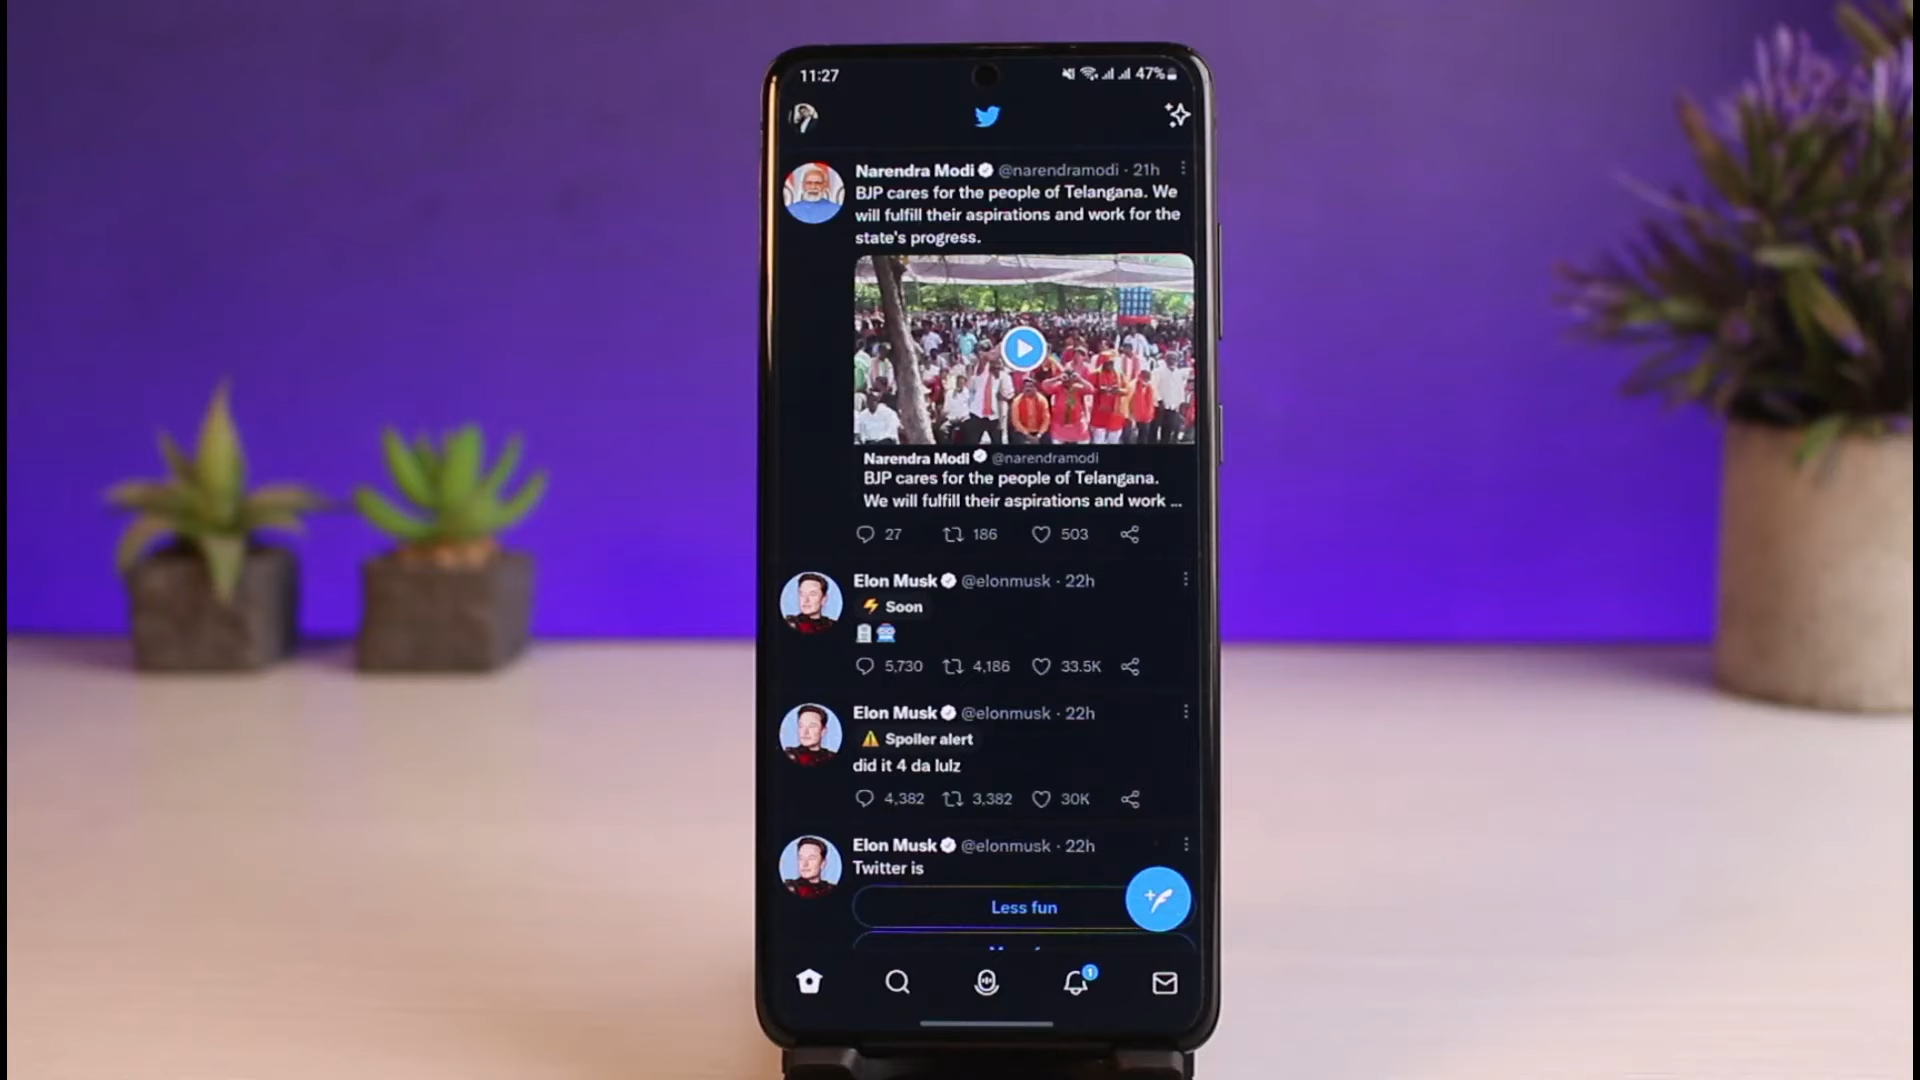 11:27
47%
Narendra Modi @narendramodi · 21h
BJP cares for the people of Telangana. We
will fulfill their aspirations and work for the
state's progress.
Narendra Modi @narendramodi
BJP cares for the people of Telangana.
We will fulfill their aspirations and work ...
27 186 503
Elon Musk @elonmusk · 22h
⚡ Soon
5,730 4,186 33.5K
Elon Musk @elonmusk · 22h
⚠ Spoiler alert
did it 4 da lulz
4,382 3,382 30K
Elon Musk @elonmusk · 22h
Twitter is
Less fun
1